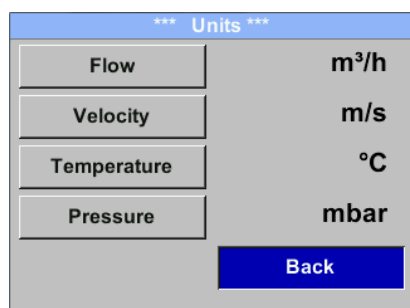 *** Units ***
Flow m³/h
Velocity m/s
Temperature °C
Pressure mbar
Back